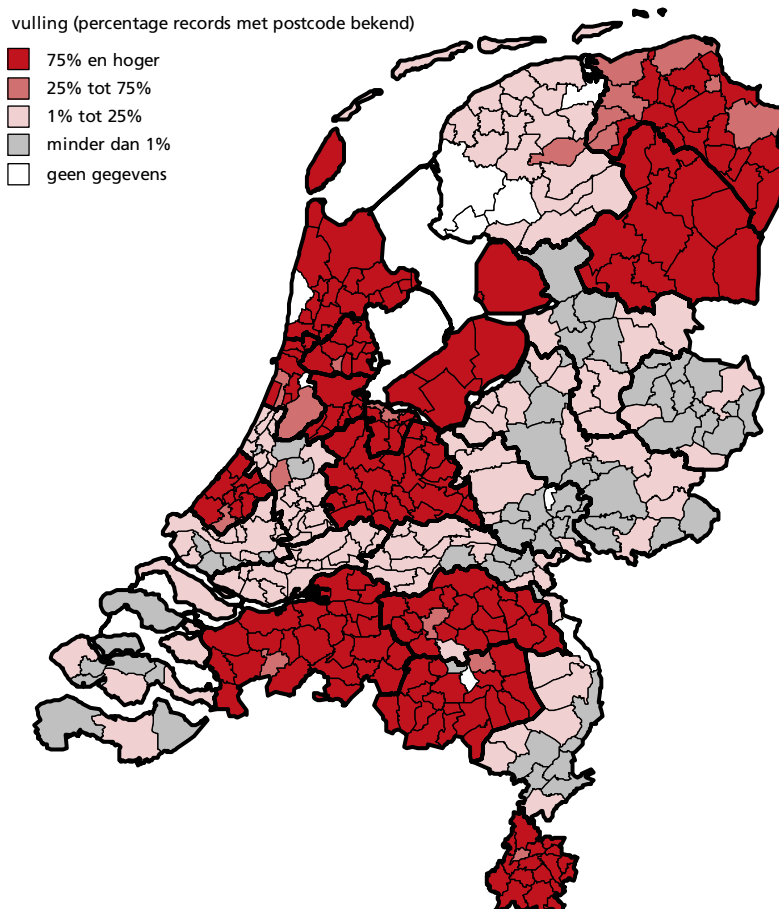 vulling (percentage records met postcode bekend)
75% en hoger
25% tot 75%
1% tot 25%
minder dan 1%
geen gegevens